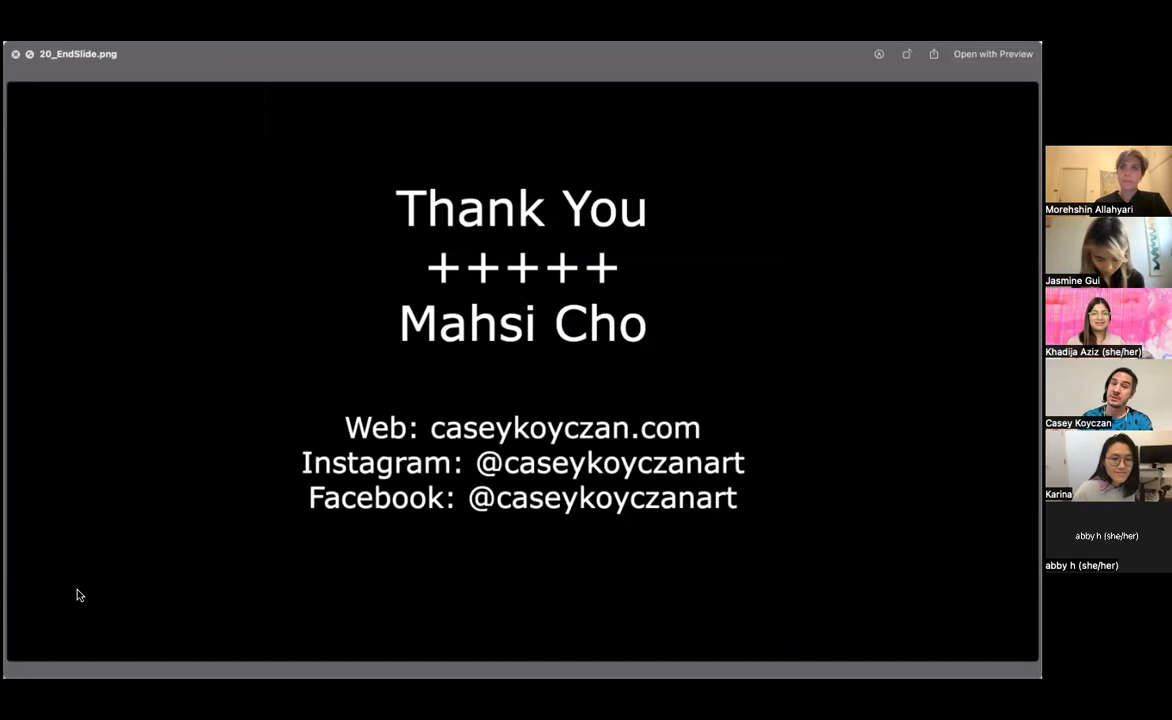 20_EndSlide.png
Open with Preview
Thank You
+++++
Mahsi Cho
Web: caseykoyczan.com
Instagram: @caseykoyczanart
Facebook: @caseykoyczanart
Morehshin Allahyari
Jasmine Gui
Khadija Aziz (she/her)
Casey Koyczan
Karina
abby h (she/her)
abby h (she/her)